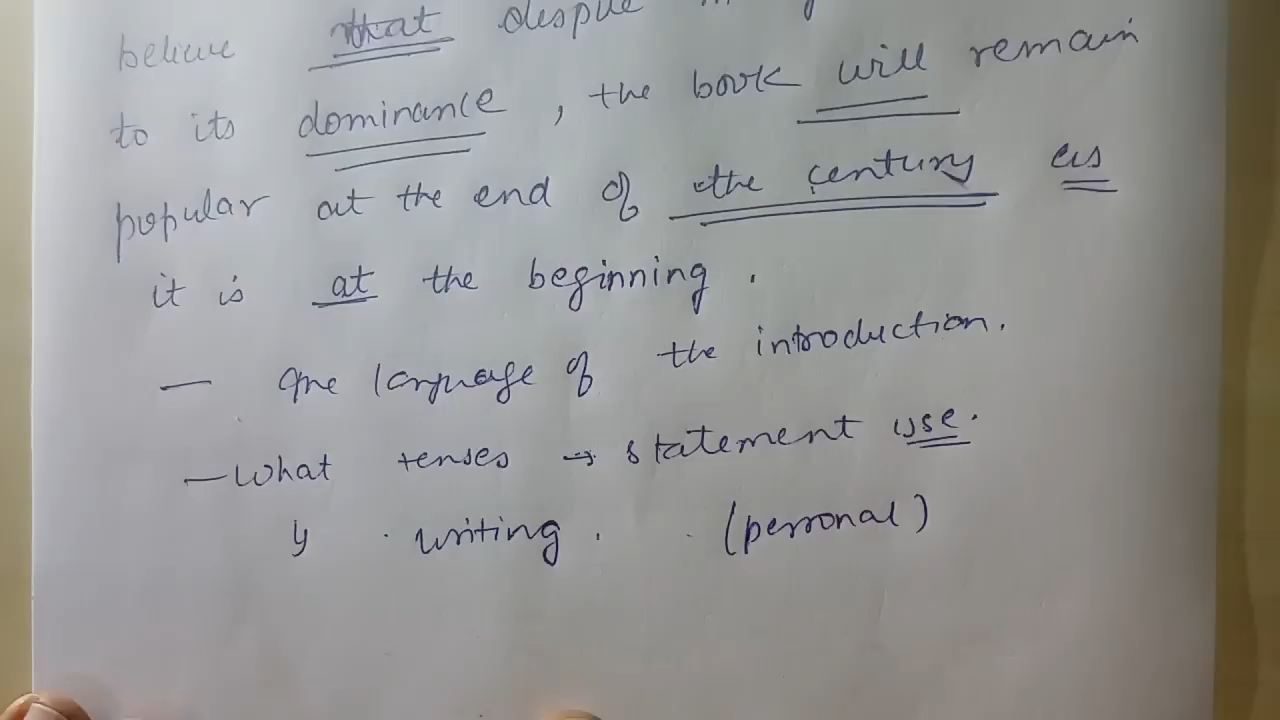 believe that despite
to its dominance, the book will remain
popular at the end of the century as
it is at the beginning.
— The language of the introduction.
— What tenses → statement use.
y . writing. (personal)